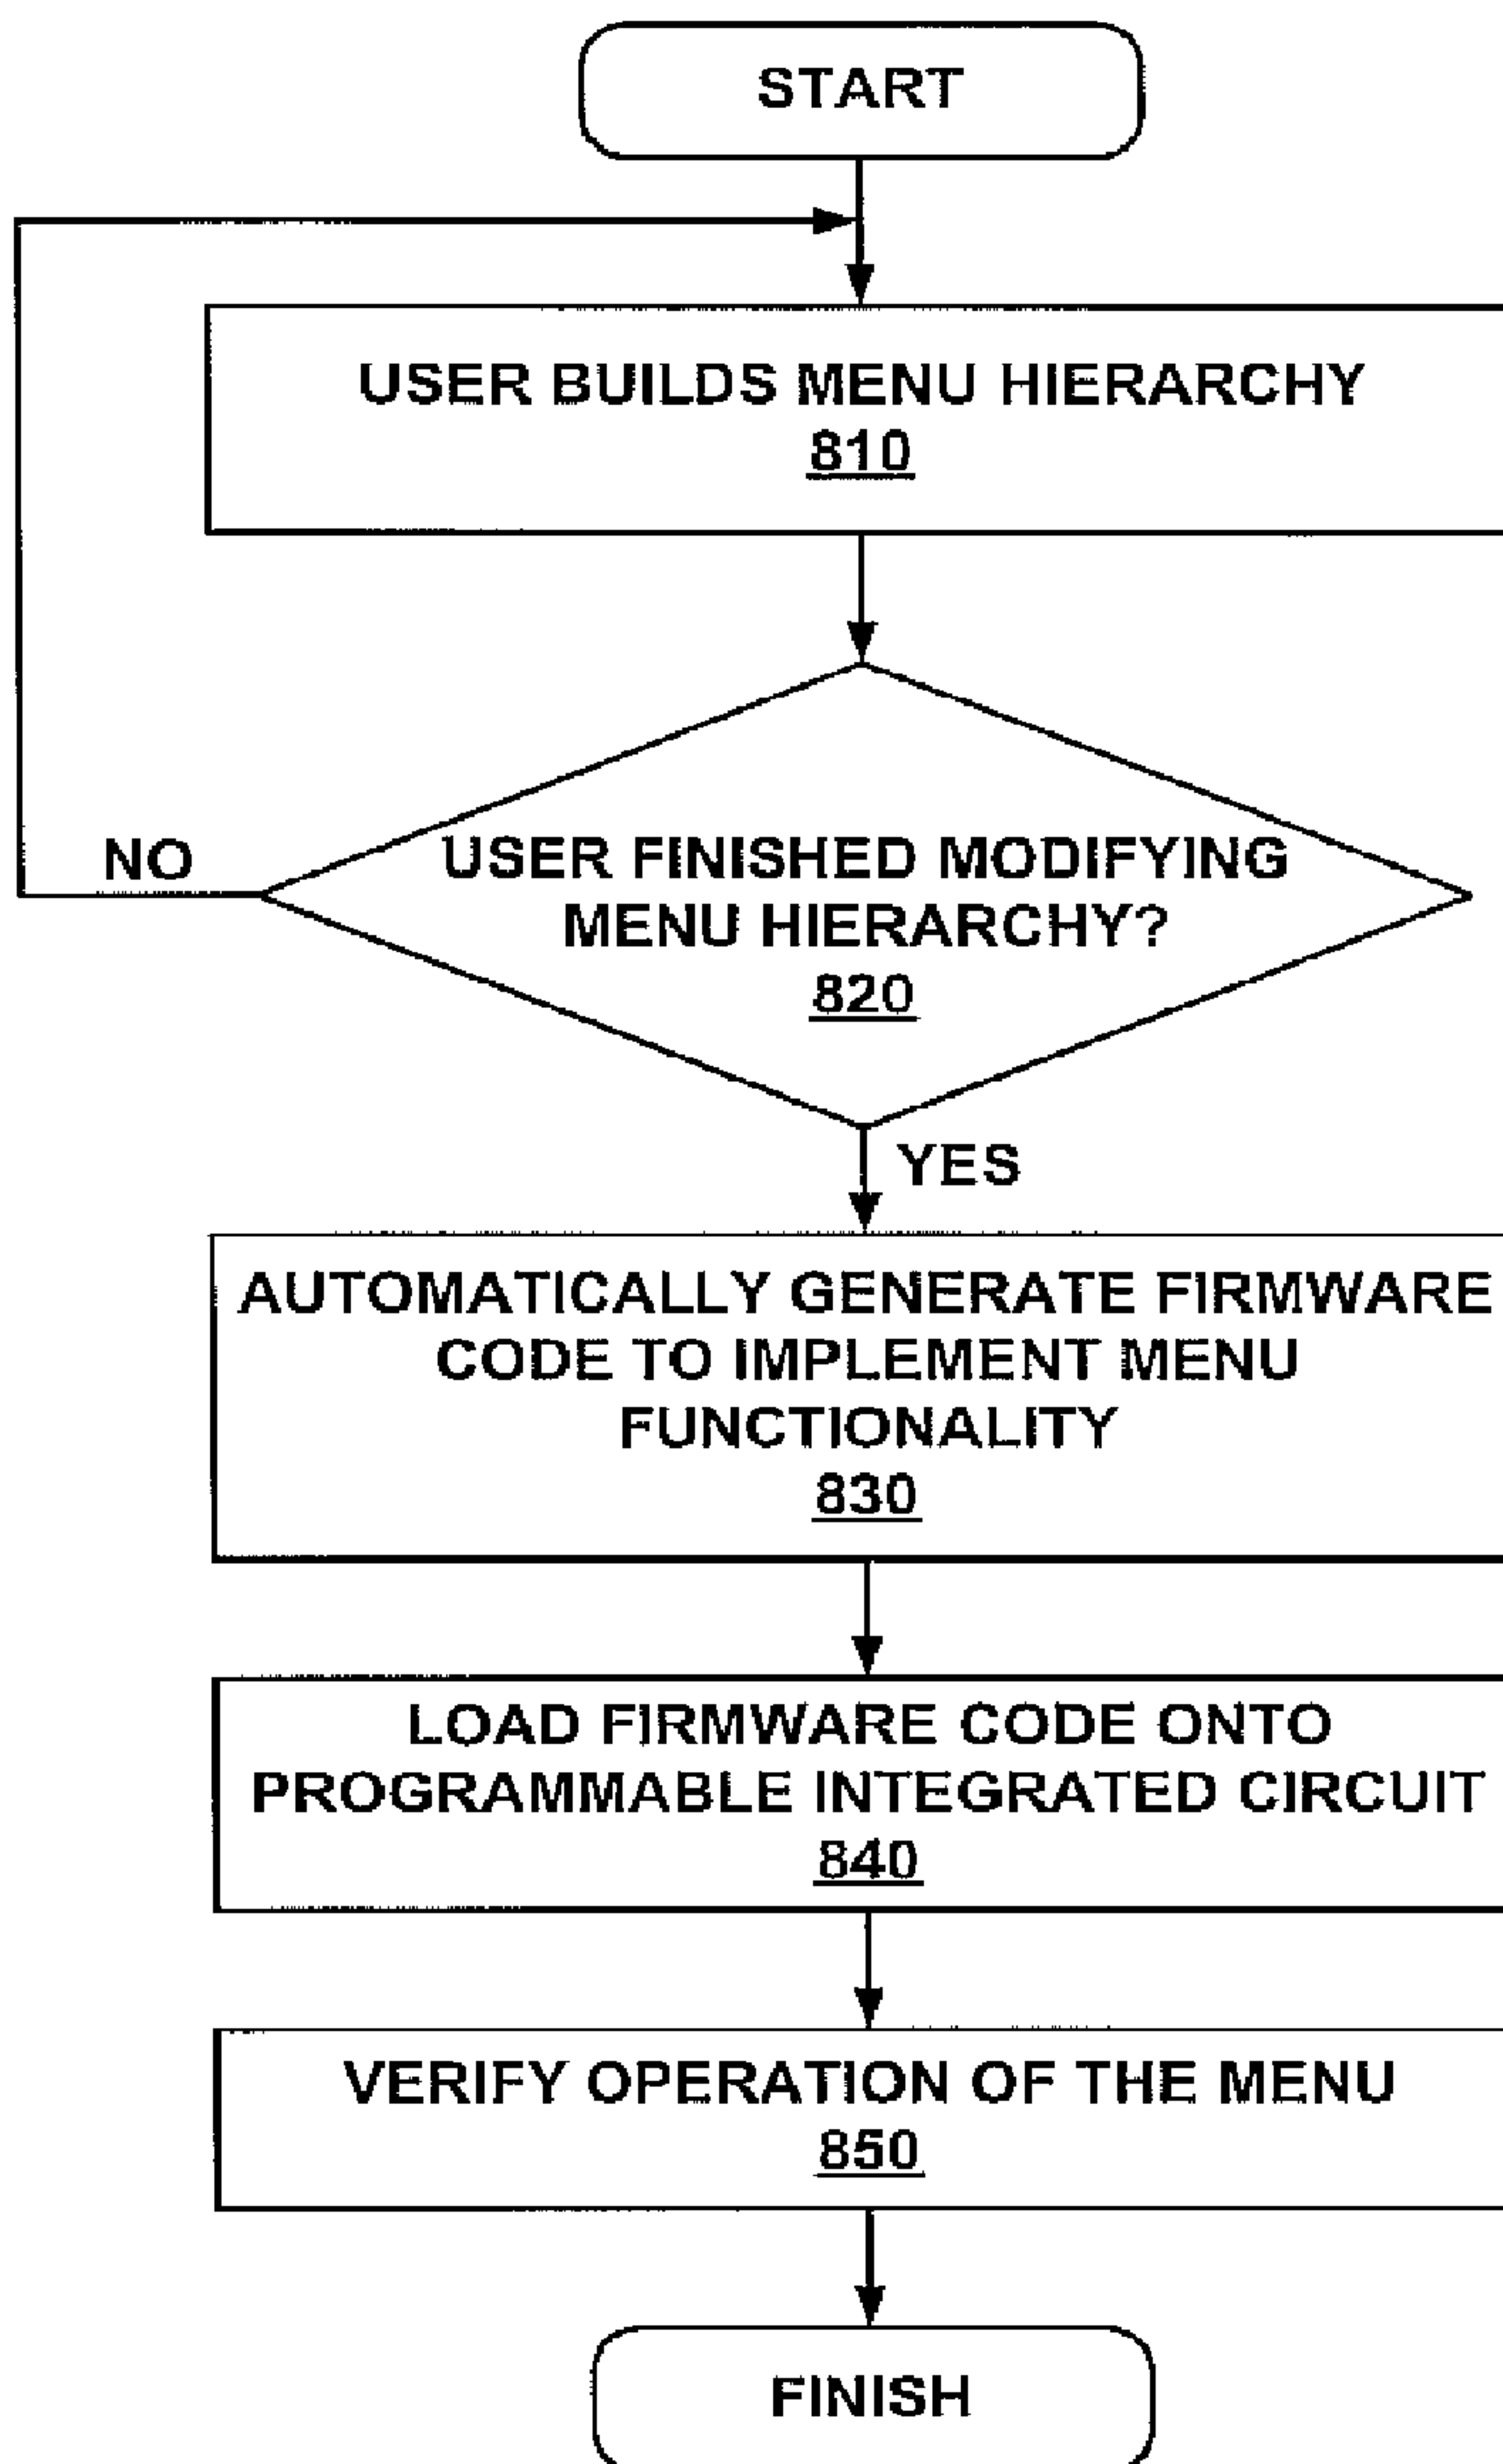 START
USER BUILDS MENU HIERARCHY
810
NO
USER FINISHED MODIFYING
MENU HIERARCHY?
820
YES
AUTOMATICALLY GENERATE FIRMWARE
CODE TO IMPLEMENT MENU
FUNCTIONALITY
830
LOAD FIRMWARE CODE ONTO
PROGRAMMABLE INTEGRATED CIRCUIT
840
VERIFY OPERATION OF THE MENU
850
FINISH